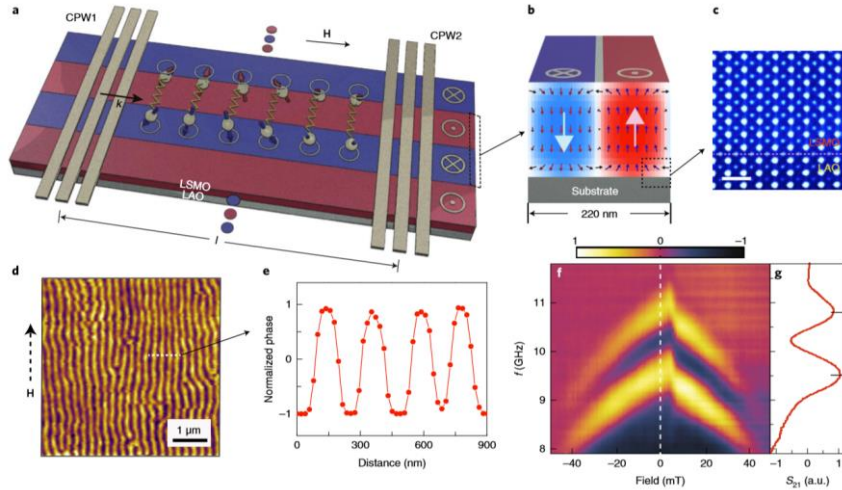 a
CPW1
H
CPW2
k
LSMO
LAO
l
b
Substrate
220 nm
c
LSMO
LAO
d
H
1 μm
e
Normalized phase
1
0
−1
0
300
600
900
Distance (nm)
1
0
−1
f
f (GHz)
11
10
9
8
−40
−20
0
20
40
Field (mT)
g
−1
0
1
S21 (a.u.)